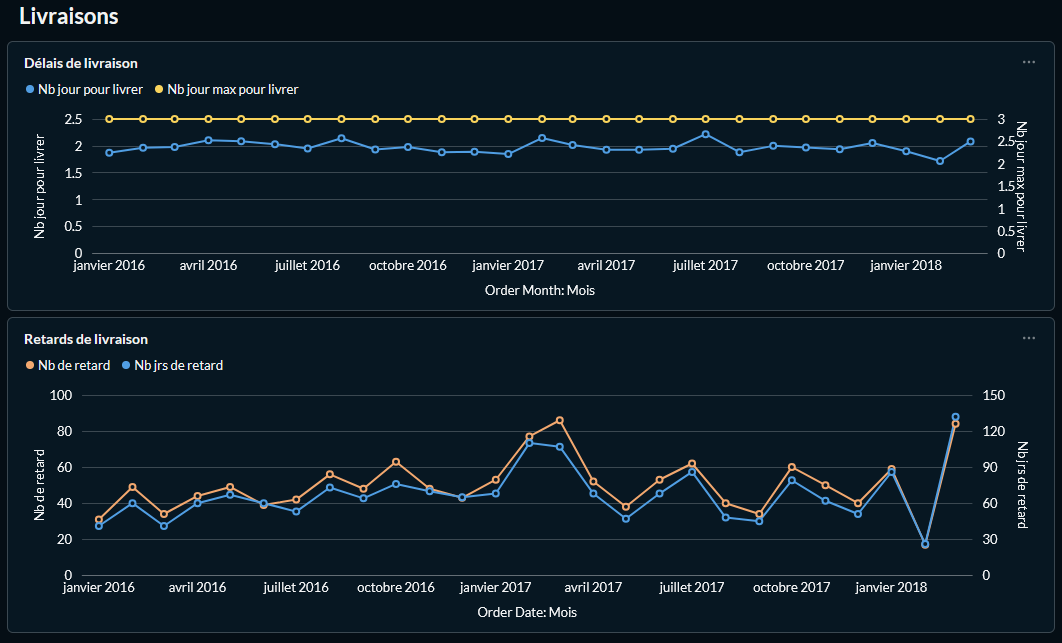 Livraisons
Délais de livraison
Nb jour pour livrer Nb jour max pour livrer
2.5
2
1.5
1
0.5
0
Nb jour pour livrer
3
2.5
2
1.5
1
0.5
0
Nb jour max pour livrer
janvier 2016 avril 2016 juillet 2016 octobre 2016 janvier 2017 avril 2017 juillet 2017 octobre 2017 janvier 2018
Order Month: Mois
Retards de livraison
Nb de retard Nb jrs de retard
100
80
60
40
20
0
Nb de retard
150
120
90
60
30
0
Nb jrs de retard
janvier 2016 avril 2016 juillet 2016 octobre 2016 janvier 2017 avril 2017 juillet 2017 octobre 2017 janvier 2018
Order Date: Mois